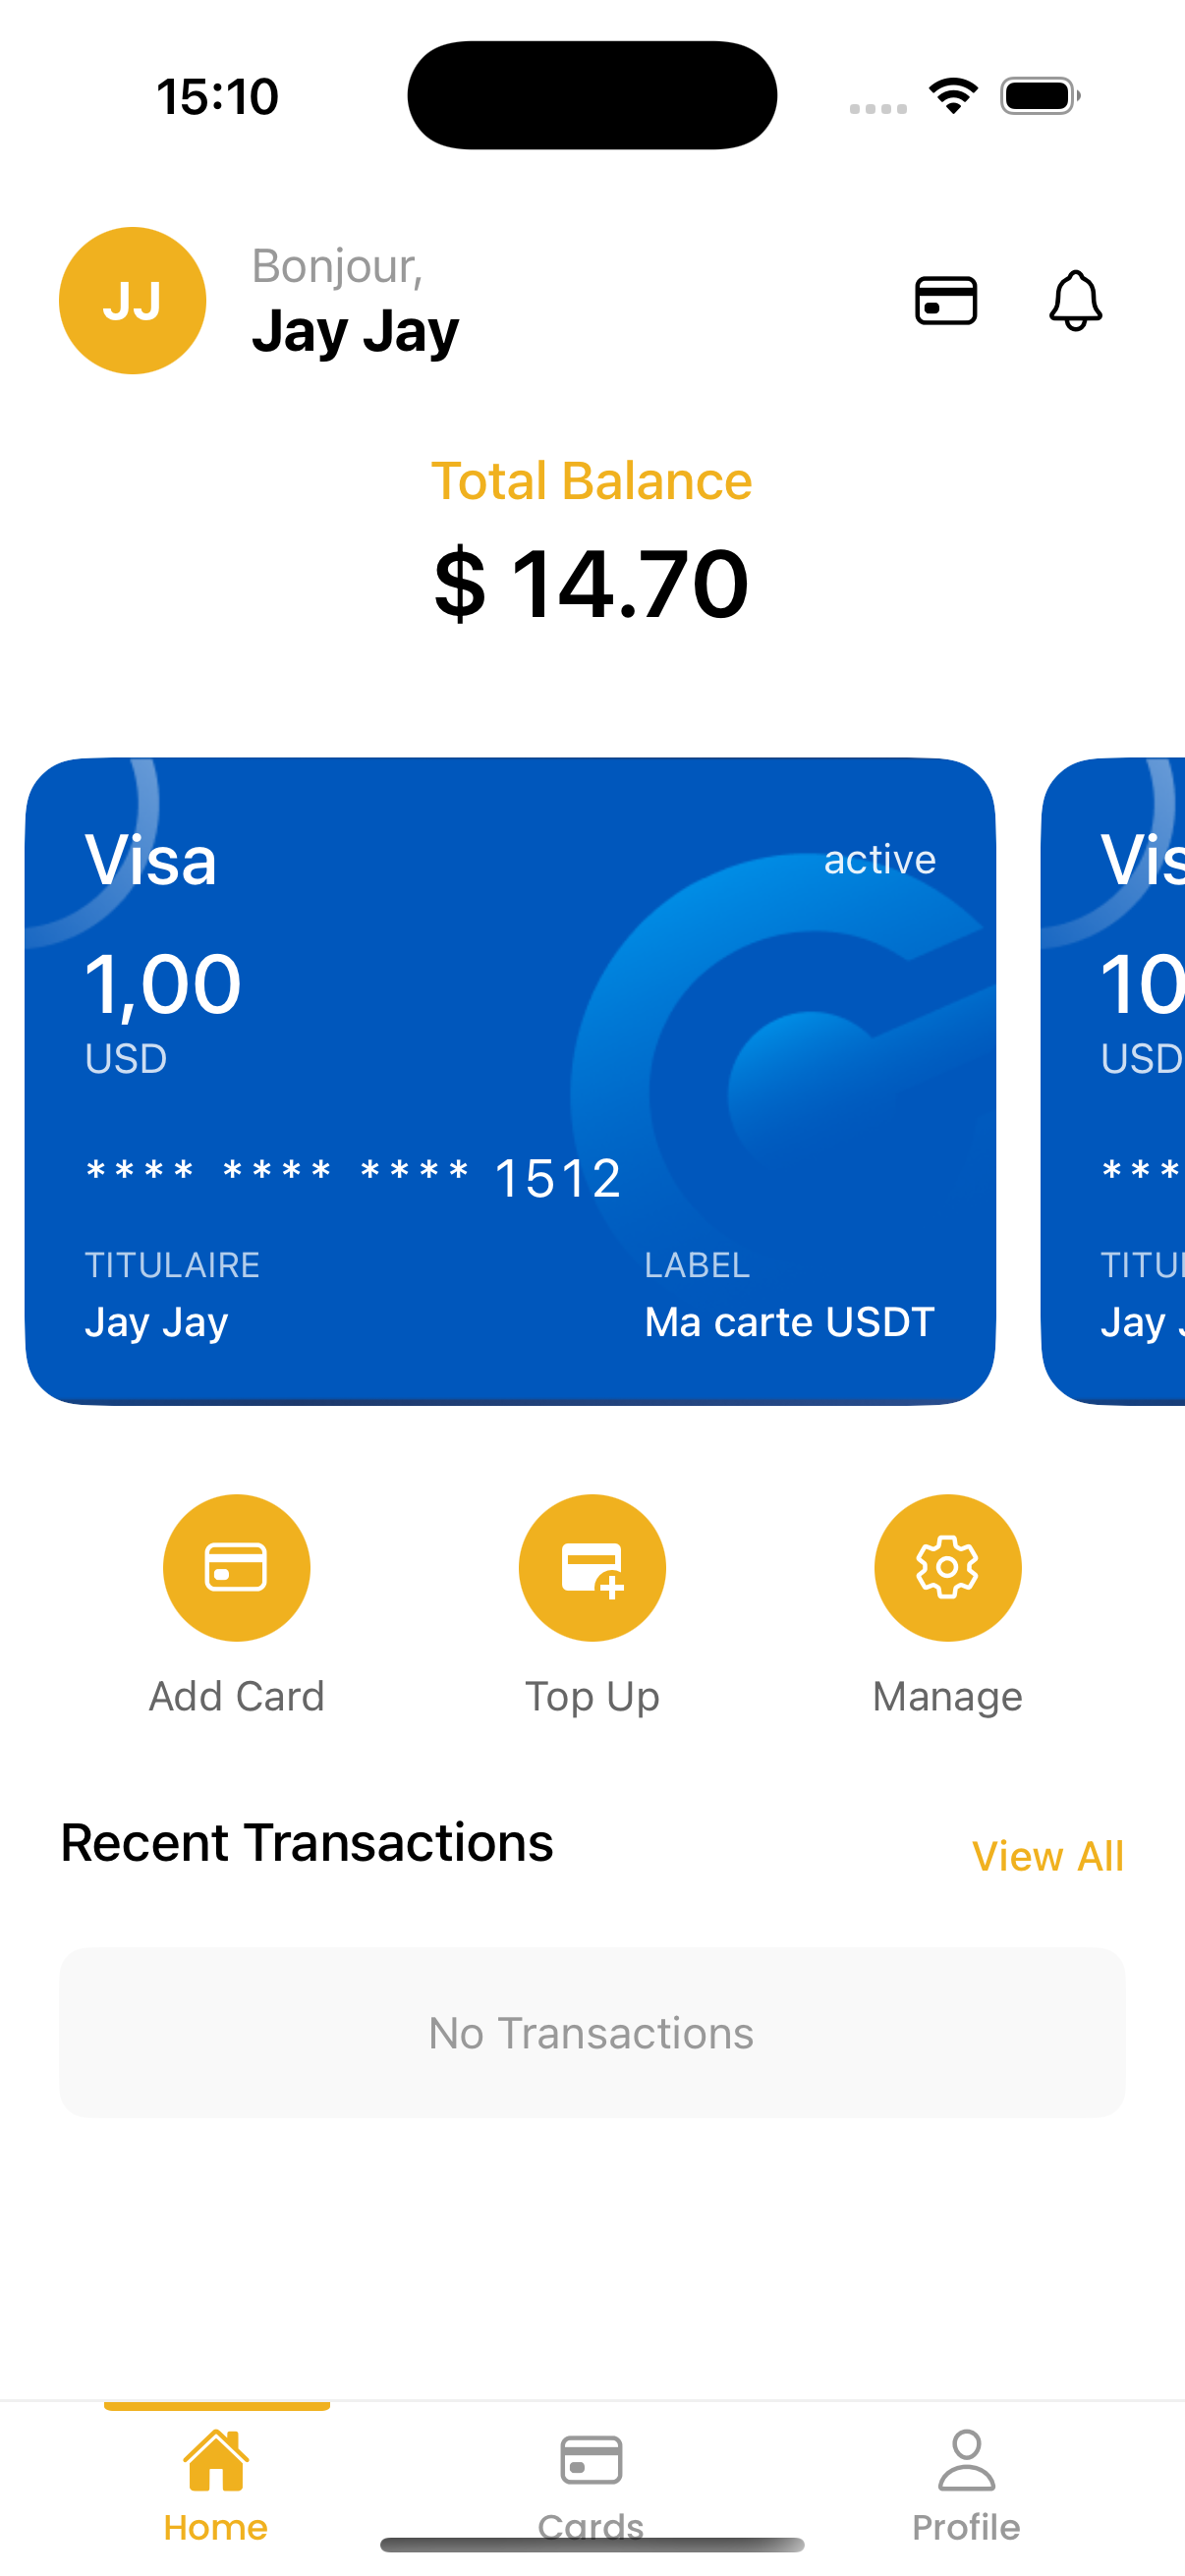 15:10
JJ
Bonjour,
Jay Jay
Total Balance
$ 14.70
Visa
active
1,00
USD
**** **** **** 1512
TITULAIRE
LABEL
Jay Jay
Ma carte USDT
10
USD
***
Jay
Add Card
Top Up
Manage
Recent Transactions
View All
No Transactions
Home
Cards
Profile